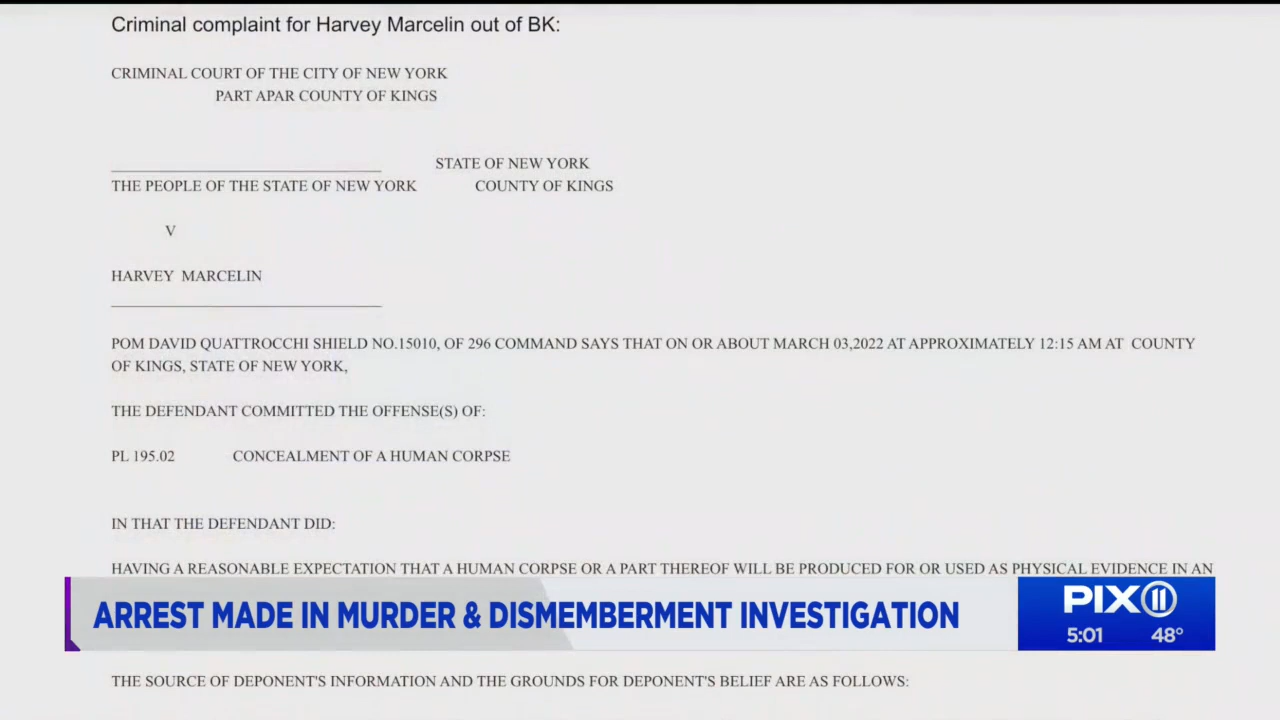 Criminal complaint for Harvey Marcelin out of BK:
CRIMINAL COURT OF THE CITY OF NEW YORK
PART APAR COUNTY OF KINGS
STATE OF NEW YORK
THE PEOPLE OF THE STATE OF NEW YORK COUNTY OF KINGS
V
HARVEY MARCELIN
POM DAVID QUATTROCCHI SHIELD NO.15010, OF 296 COMMAND SAYS THAT ON OR ABOUT MARCH 03,2022 AT APPROXIMATELY 12:15 AM AT COUNTY
OF KINGS, STATE OF NEW YORK,
THE DEFENDANT COMMITTED THE OFFENSE(S) OF:
PL 195.02 CONCEALMENT OF A HUMAN CORPSE
IN THAT THE DEFENDANT DID:
HAVING A REASONABLE EXPECTATION THAT A HUMAN CORPSE OR A PART THEREOF WILL BE PRODUCED FOR OR USED AS PHYSICAL EVIDENCE IN AN
ARREST MADE IN MURDER & DISMEMBERMENT INVESTIGATION
PIX11
5:01 48°
THE SOURCE OF DEPONENT'S INFORMATION AND THE GROUNDS FOR DEPONENT'S BELIEF ARE AS FOLLOWS: